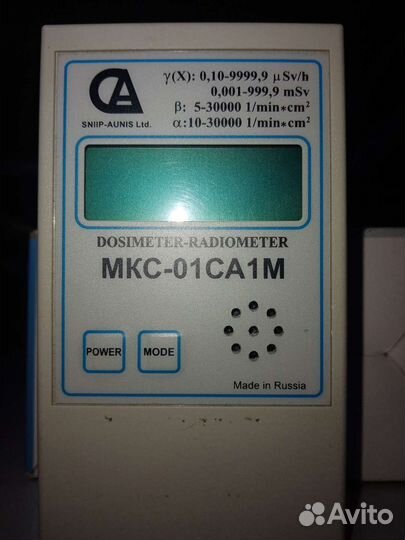 γ(X): 0,10-9999,9 μSv/h
0,001-999,9 mSv
β: 5-30000 1/min*cm²
α: 10-30000 1/min*cm²
CA
SNIIP-AUNIS Ltd.
DOSIMETER-RADIOMETER
МКС-01СА1М
POWER
MODE
Made in Russia
Avito